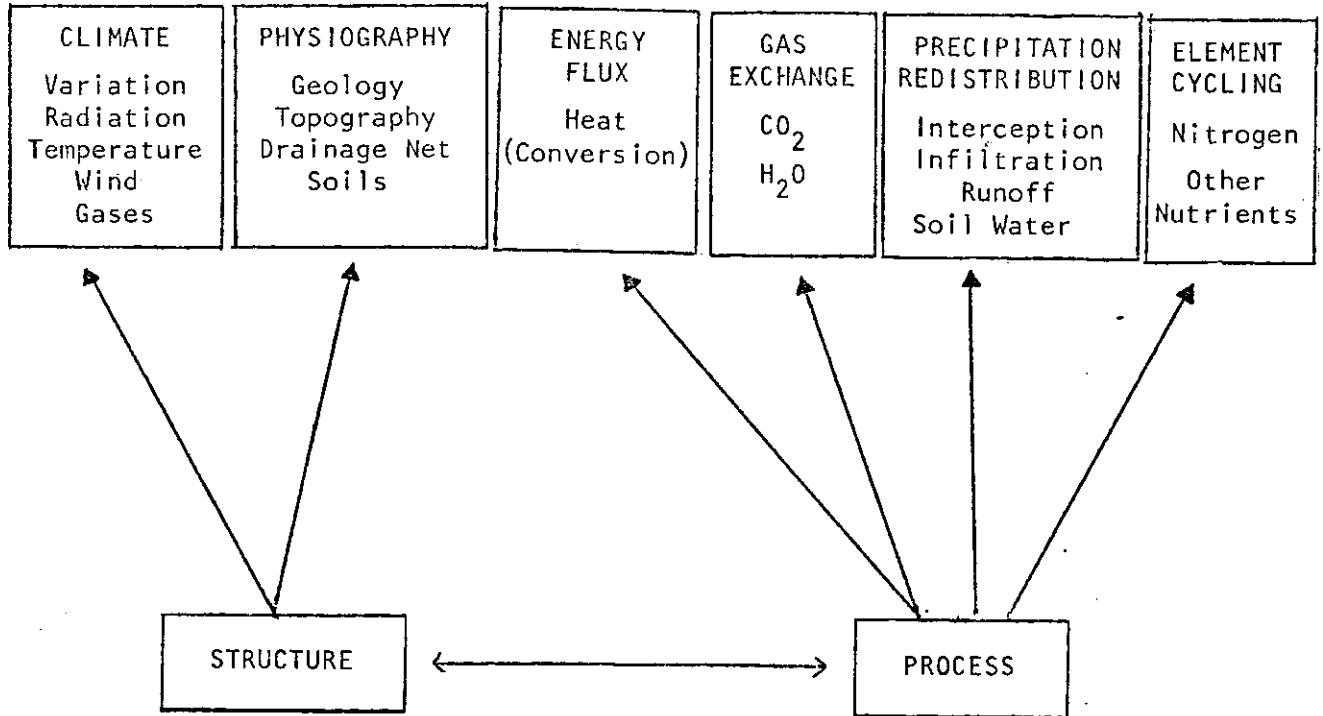 CLIMATE
Variation
Radiation
Temperature
Wind
Gases
PHYSIOGRAPHY
Geology
Topography
Drainage Net
Soils
ENERGY
FLUX
Heat
(Conversion)
GAS
EXCHANGE
CO2
H2O
PRECIPITATION
REDISTRIBUTION
Interception
Infiltration
Runoff
Soil Water
ELEMENT
CYCLING
Nitrogen
Other
Nutrients
STRUCTURE
PROCESS